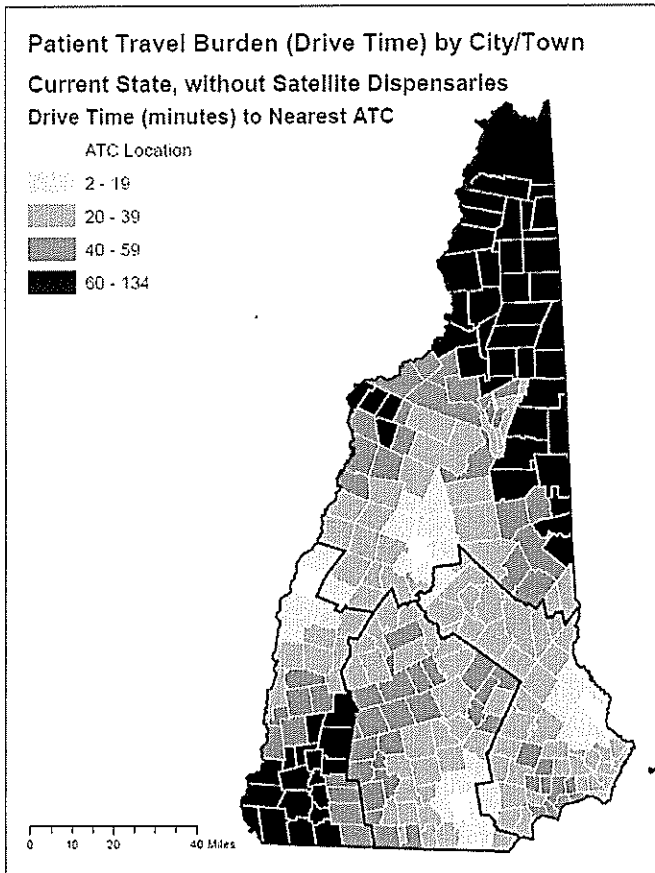 Patient Travel Burden (Drive Time) by City/Town
Current State, without Satellite Dispensaries
Drive Time (minutes) to Nearest ATC
ATC Location
2 - 19
20 - 39
40 - 59
60 - 134
0 10 20 40 Miles